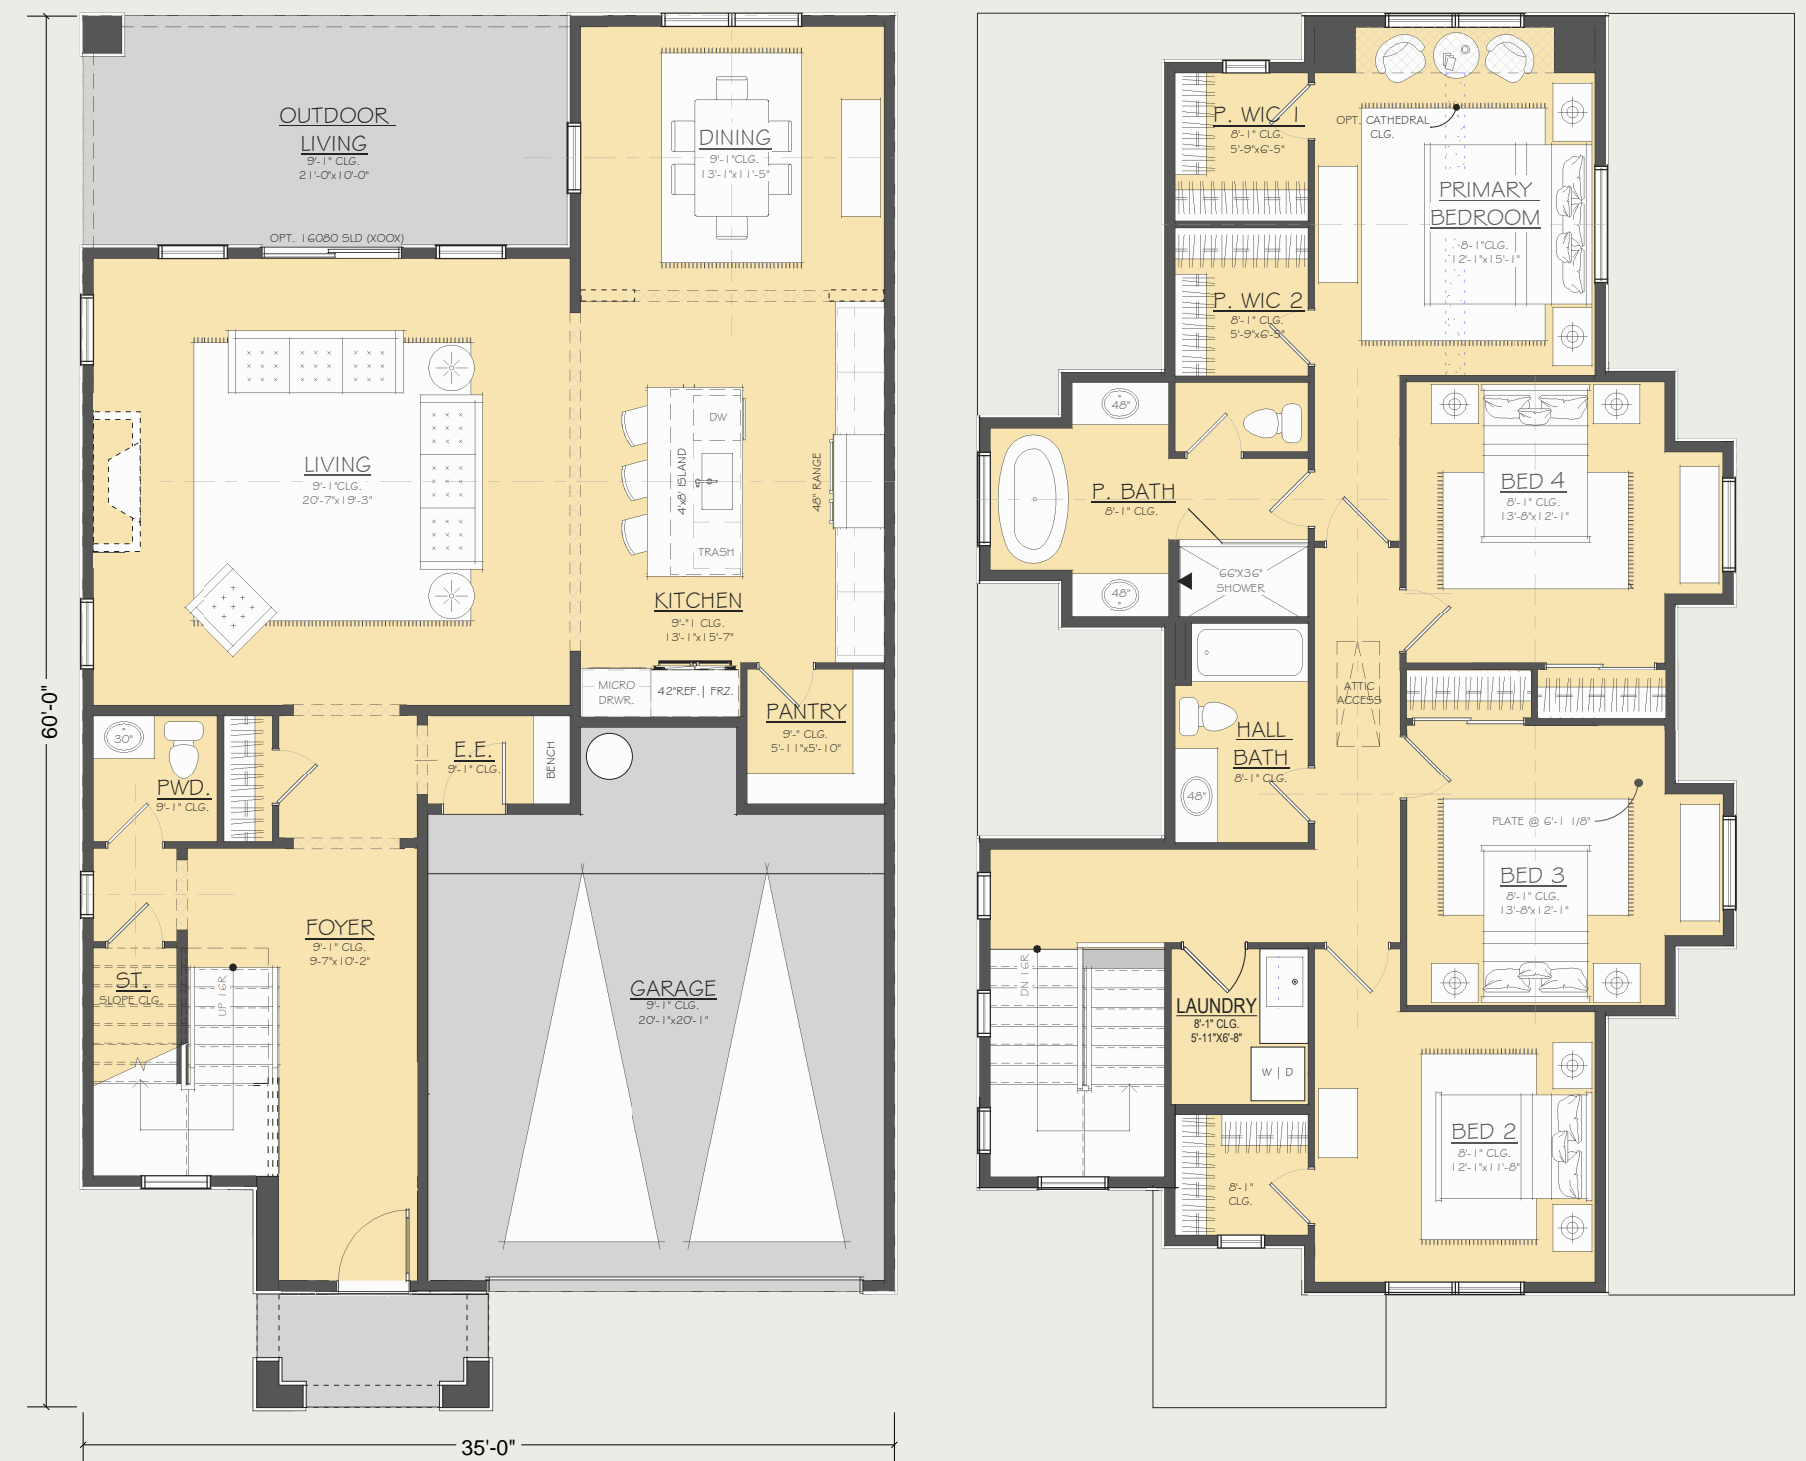 OUTDOOR
LIVING
9'-1" CLG.
21'-0"x10'-0"
OPT. 16080 SLD (XOOX)
DINING
9'-1"CLG.
13'-1"x11'-5"
LIVING
9'-1"CLG.
20'-7"x19'-3"
DW
4'x8' ISLAND
TRASH
48" RANGE
KITCHEN
9'-"1 CLG.
13'-1"x15'-7"
MICRO
DRWR.
42"REF.| FRZ.
PANTRY
9'-" CLG.
5'-11"x5'-10"
30"
PWD.
9'-1" CLG.
E.E.
9'-1" CLG.
BENCH
FOYER
9'-1" CLG.
9-7"x10'-2"
ST.
SLOPE CLG.
UP 16R
GARAGE
9'-1" CLG.
20'-1"x20'-1"
60'-0"
35'-0"
P. WIC 1
8'-1" CLG.
5'-9"x6'-5"
OPT. CATHEDRAL
CLG.
PRIMARY
BEDROOM
8-1"CLG.
12'-1"x15'-1"
P. WIC 2
8'-1" CLG.
5'-9"x6'-5"
48"
P. BATH
8'-1" CLG.
48"
66"X36"
SHOWER
BED 4
8'-1" CLG.
13'-8"x12'-1"
ATTIC
ACCESS
HALL
BATH
8'-1" CLG.
48"
PLATE @ 6'-1 1/8"
BED 3
8'-1" CLG.
13'-8"x12'-1"
DN 16R
LAUNDRY
8'-1" CLG.
5'-11"X6'-8"
W | D
BED 2
8'-1" CLG.
12'-1"x11'-8"
8'-1"
CLG.